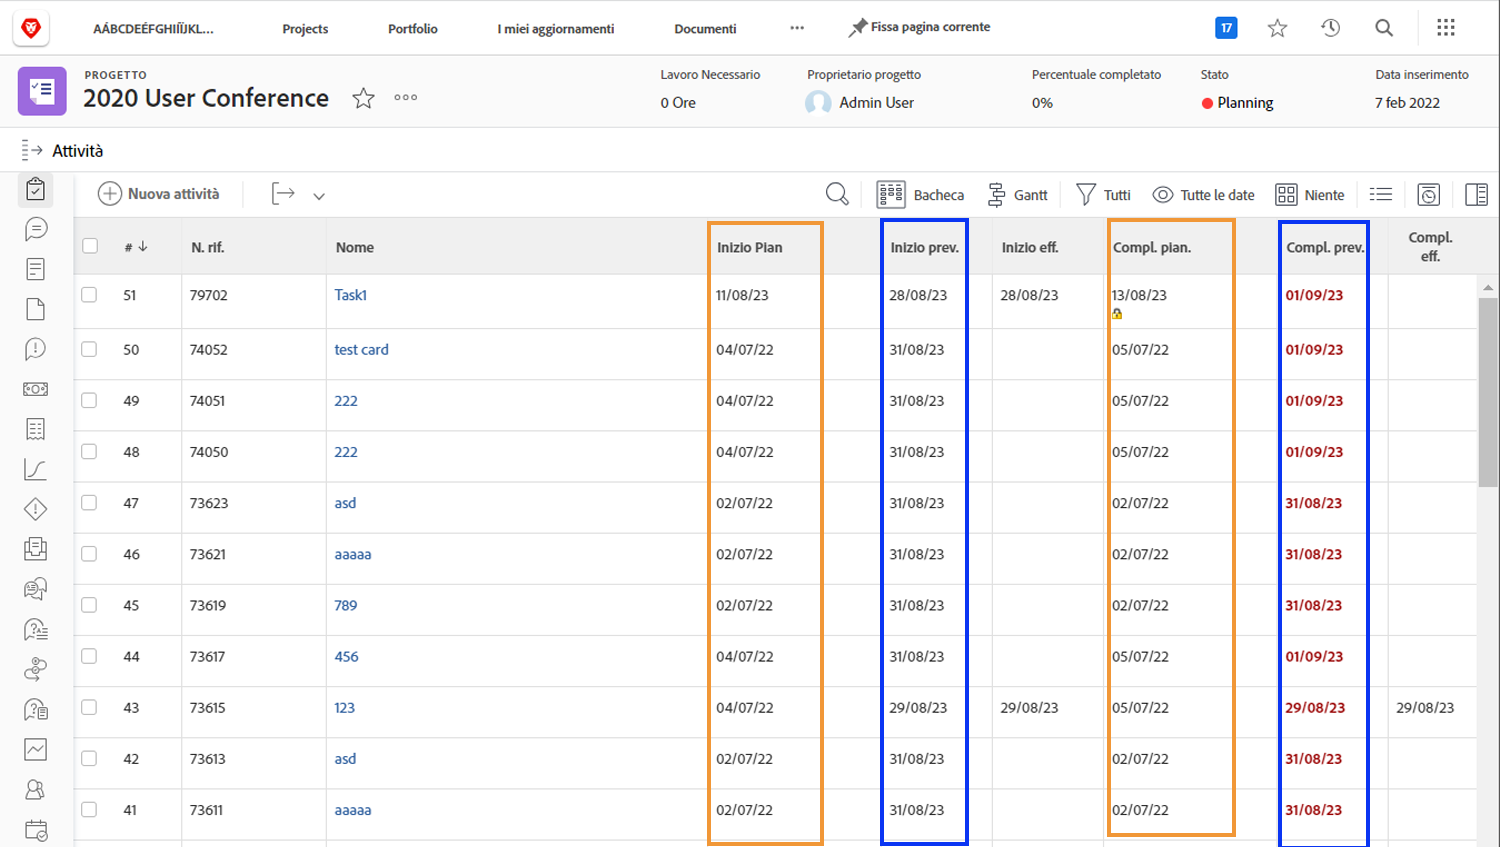 AÁBCDEÉFGHIÍÏJKL...
Projects
Portfolio
I miei aggiornamenti
Documenti
Fissa pagina corrente
17
PROGETTO
2020 User Conference
Lavoro Necessario
0 Ore
Proprietario progetto
Admin User
Percentuale completato
0%
Stato
Planning
Data inserimento
7 feb 2022
Attività
Nuova attività
Bacheca
Gantt
Tutti
Tutte le date
Niente
# N. rif. Nome Inizio Pian Inizio prev. Inizio eff. Compl. pian. Compl. prev. Compl. eff.
51 79702 Task1 11/08/23 28/08/23 28/08/23 13/08/23 01/09/23
50 74052 test card 04/07/22 31/08/23 05/07/22 01/09/23
49 74051 222 04/07/22 31/08/23 05/07/22 01/09/23
48 74050 222 04/07/22 31/08/23 05/07/22 01/09/23
47 73623 asd 02/07/22 31/08/23 02/07/22 31/08/23
46 73621 aaaaa 02/07/22 31/08/23 02/07/22 31/08/23
45 73619 789 02/07/22 31/08/23 02/07/22 31/08/23
44 73617 456 04/07/22 31/08/23 05/07/22 01/09/23
43 73615 123 04/07/22 29/08/23 29/08/23 05/07/22 29/08/23 29/08/23
42 73613 asd 02/07/22 31/08/23 02/07/22 31/08/23
41 73611 aaaaa 02/07/22 31/08/23 02/07/22 31/08/23